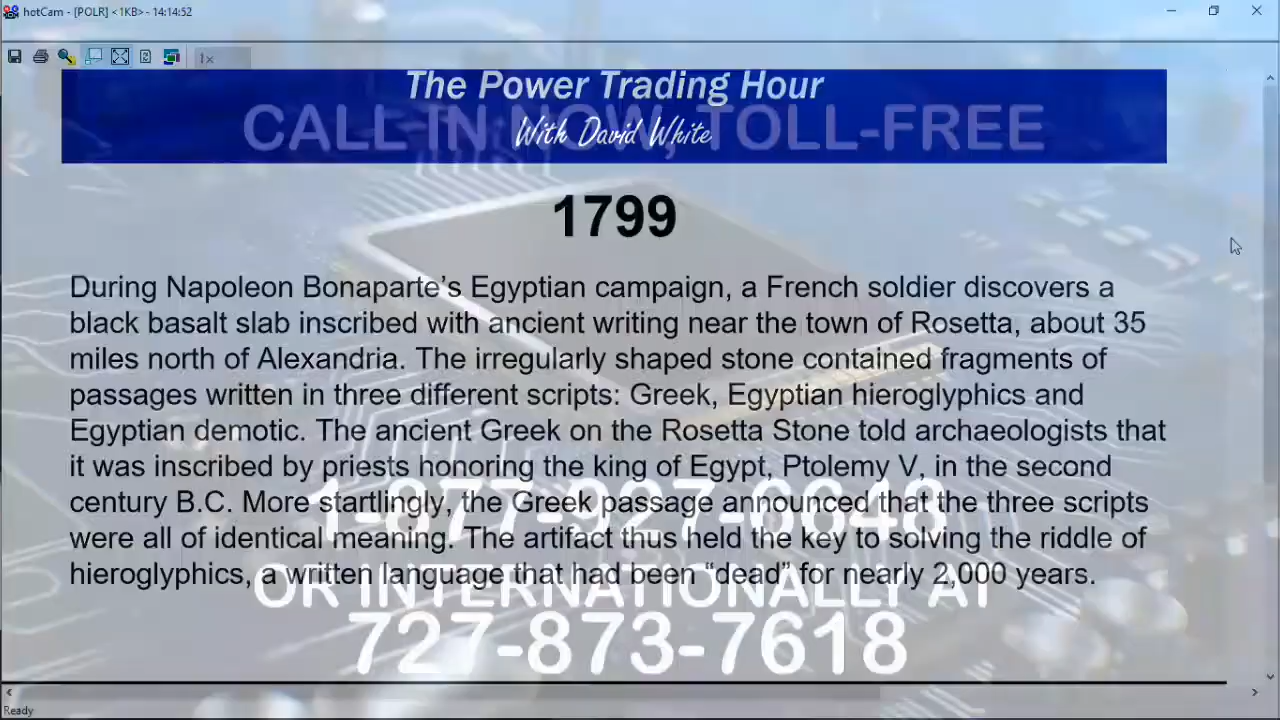 hotCam - [POLR] <1KB> - 14:14:52
1x
The Power Trading Hour
CALL IN NOW, TOLL-FREE
With David White
1799
During Napoleon Bonaparte’s Egyptian campaign, a French soldier discovers a
black basalt slab inscribed with ancient writing near the town of Rosetta, about 35
miles north of Alexandria. The irregularly shaped stone contained fragments of
passages written in three different scripts: Greek, Egyptian hieroglyphics and
Egyptian demotic. The ancient Greek on the Rosetta Stone told archaeologists that
it was inscribed by priests honoring the king of Egypt, Ptolemy V, in the second
century B.C. More startlingly, the Greek passage announced that the three scripts
1-877-927-6648
were all of identical meaning. The artifact thus held the key to solving the riddle of
hieroglyphics, a written language that had been “dead” for nearly 2,000 years.
OR INTERNATIONALLY AT
727-873-7618
Ready